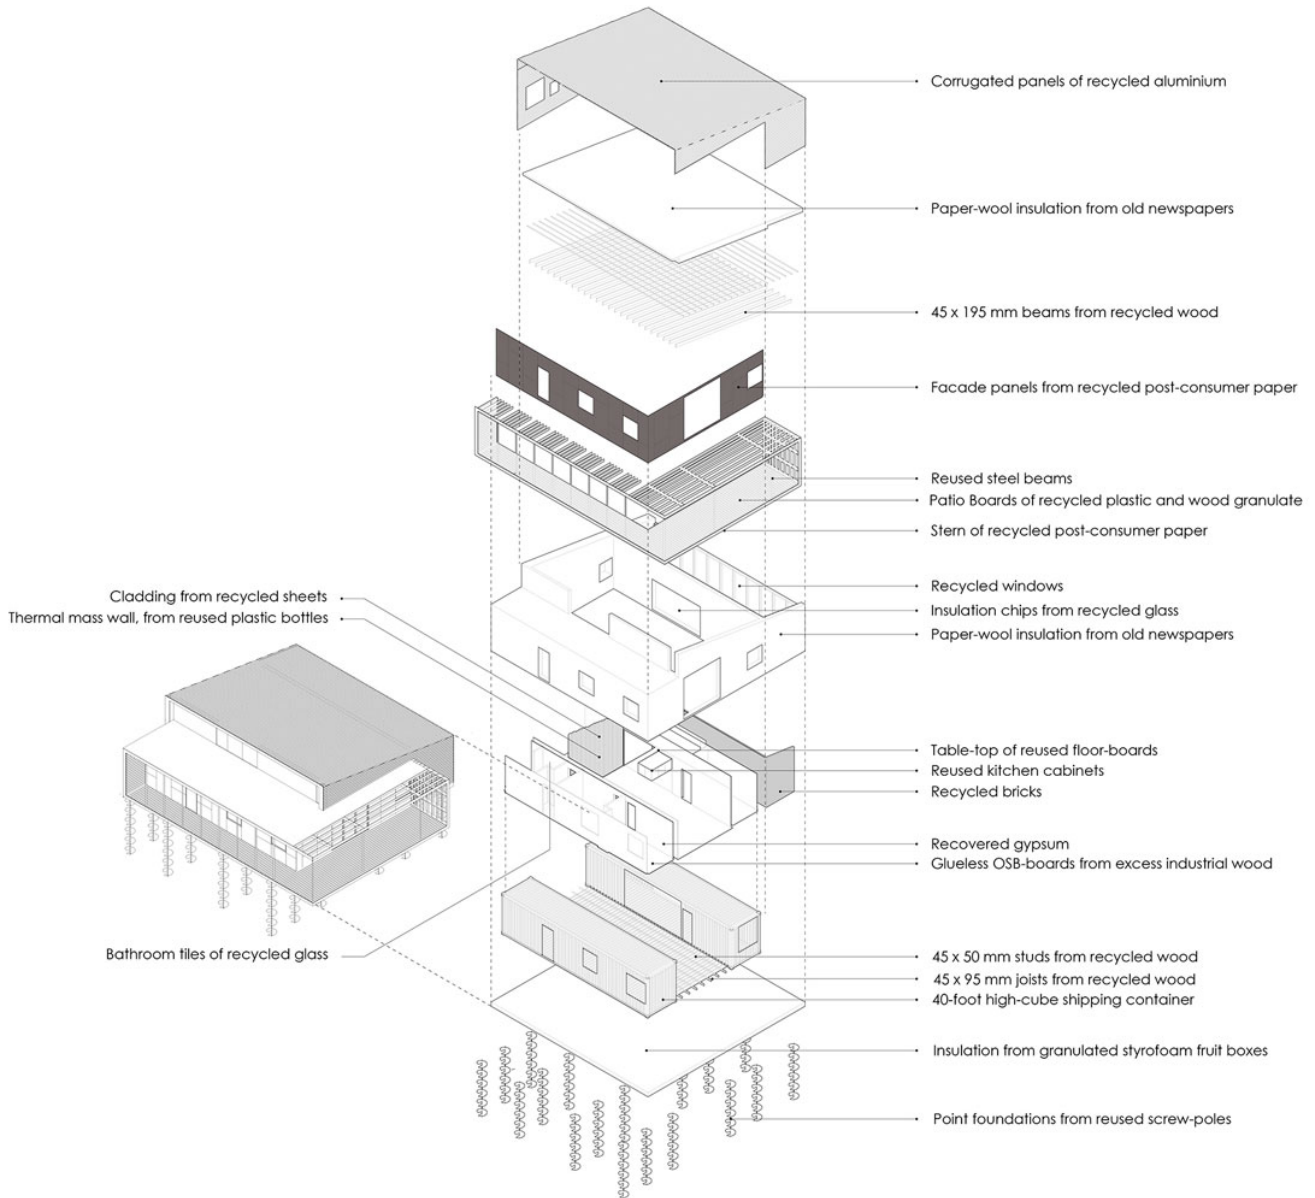 Corrugated panels of recycled aluminium
Paper-wool insulation from old newspapers
45 x 195 mm beams from recycled wood
Facade panels from recycled post-consumer paper
Reused steel beams
Patio Boards of recycled plastic and wood granulate
Stern of recycled post-consumer paper
Recycled windows
Insulation chips from recycled glass
Paper-wool insulation from old newspapers
Cladding from recycled sheets
Thermal mass wall, from reused plastic bottles
Table-top of reused floor-boards
Reused kitchen cabinets
Recycled bricks
Recovered gypsum
Glueless OSB-boards from excess industrial wood
Bathroom tiles of recycled glass
45 x 50 mm studs from recycled wood
45 x 95 mm joists from recycled wood
40-foot high-cube shipping container
Insulation from granulated styrofoam fruit boxes
Point foundations from reused screw-poles